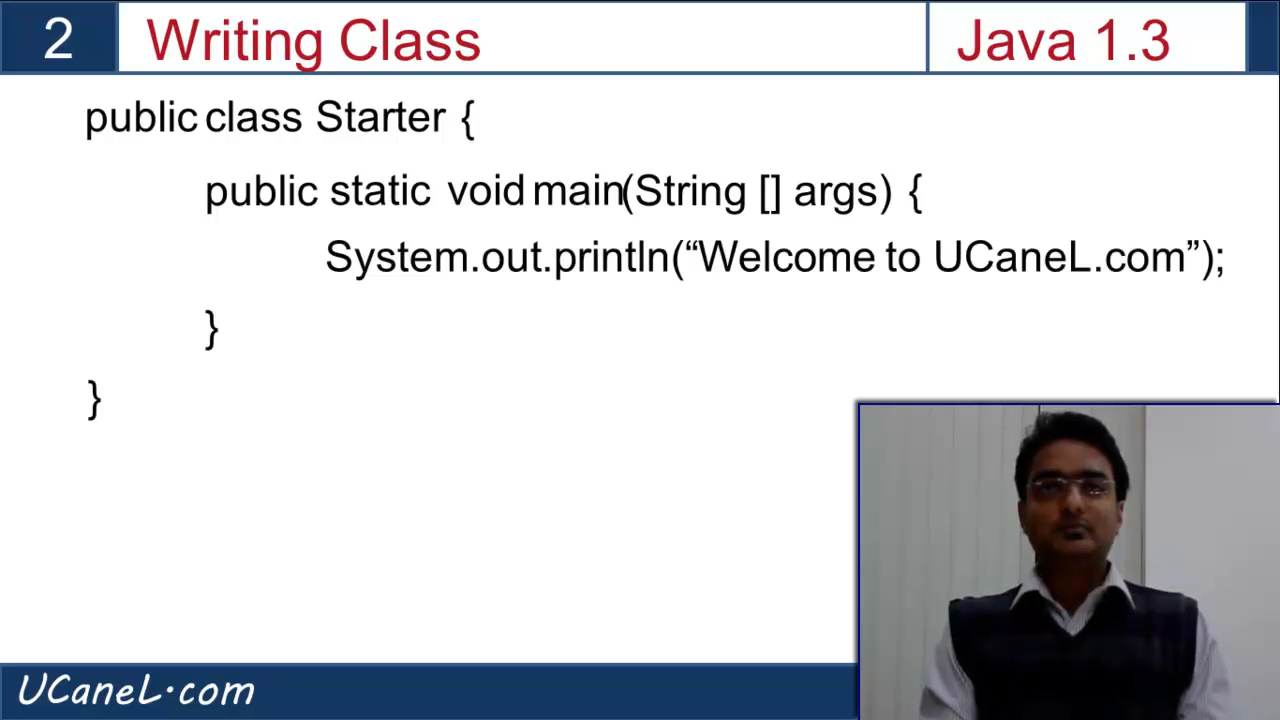 2 Writing Class Java 1.3
public class Starter {
public static void main(String [] args) {
System.out.println(“Welcome to UCaneL.com”);
}
}
UCaneL.com